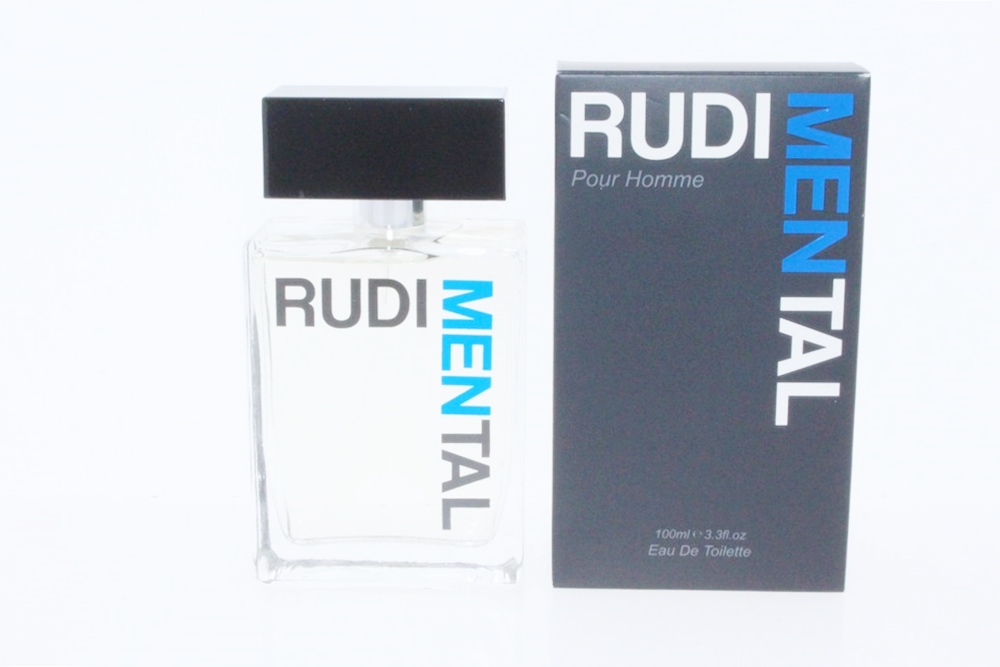 RUDI
MENTAL
RUDI
MENTAL
Pour Homme
100ml ℮ 3.3fl.oz
Eau De Toilette